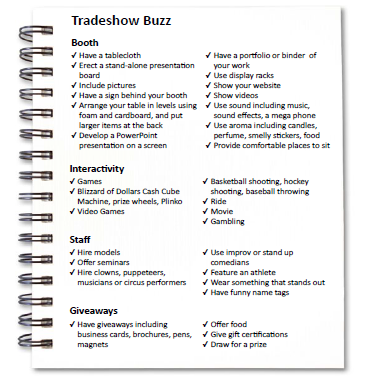 Tradeshow Buzz
Booth
✓ Have a tablecloth
✓ Erect a stand-alone presentation
board
✓ Include pictures
✓ Have a sign behind your booth
✓ Arrange your table in levels using
foam and cardboard, and put
larger items at the back
✓ Develop a PowerPoint
presentation on a screen
✓ Have a portfolio or binder of
your work
✓ Use display racks
✓ Show your website
✓ Show videos
✓ Use sound including music,
sound effects, a mega phone
✓ Use aroma including candles,
perfume, smelly stickers, food
✓ Provide comfortable places to sit
Interactivity
✓ Games
✓ Blizzard of Dollars Cash Cube
Machine, prize wheels, Plinko
✓ Video Games
✓ Basketball shooting, hockey
shooting, baseball throwing
✓ Ride
✓ Movie
✓ Gambling
Staff
✓ Hire models
✓ Offer seminars
✓ Hire clowns, puppeteers,
musicians or circus performers
✓ Use improv or stand up
comedians
✓ Feature an athlete
✓ Wear something that stands out
✓ Have funny name tags
Giveaways
✓ Have giveaways including
business cards, brochures, pens,
magnets
✓ Offer food
✓ Give gift certifications
✓ Draw for a prize